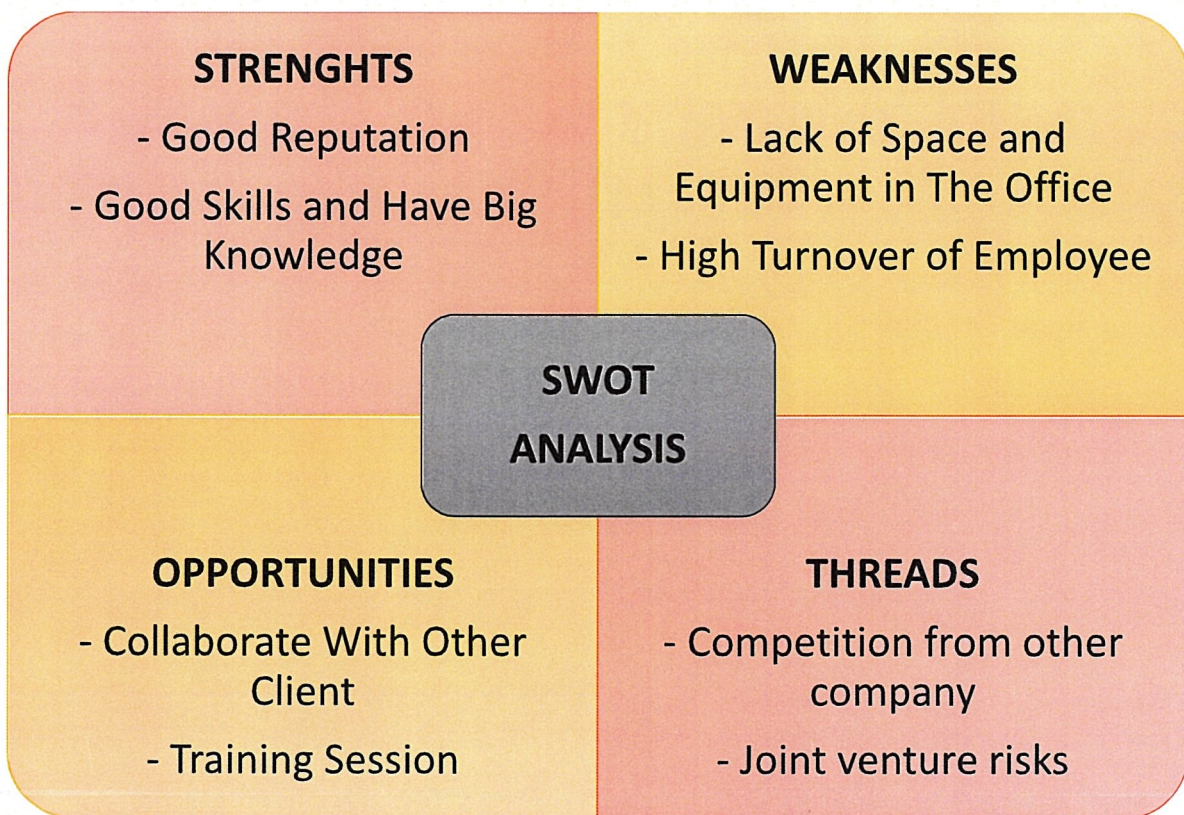 STRENGHTS
- Good Reputation
- Good Skills and Have Big
Knowledge
WEAKNESSES
- Lack of Space and
Equipment in The Office
- High Turnover of Employee
SWOT
ANALYSIS
OPPORTUNITIES
- Collaborate With Other
Client
- Training Session
THREADS
- Competition from other
company
- Joint venture risks